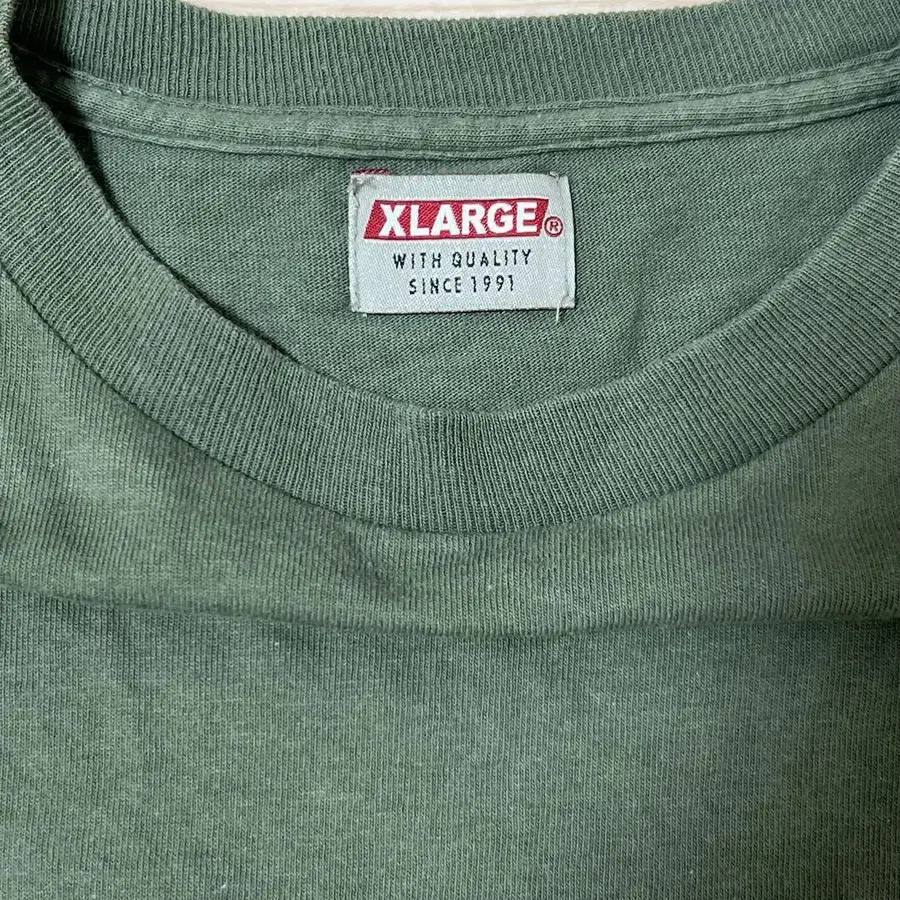 XLARGE®
WITH QUALITY
SINCE 1991